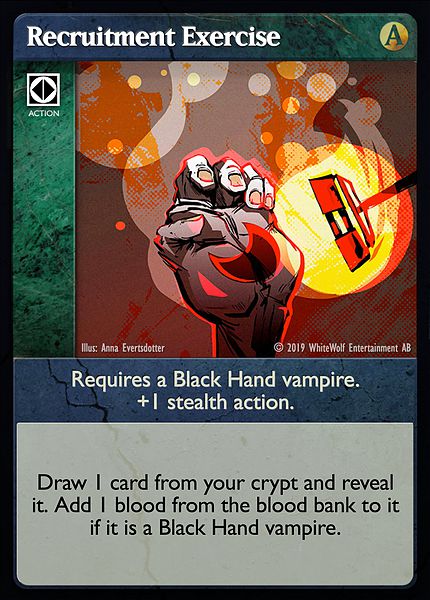 Recruitment Exercise
A
ACTION
Illus: Anna Evertsdotter
© 2019 WhiteWolf Entertainment AB
Requires a Black Hand vampire.
+1 stealth action.
Draw 1 card from your crypt and reveal
it. Add 1 blood from the blood bank to it
if it is a Black Hand vampire.